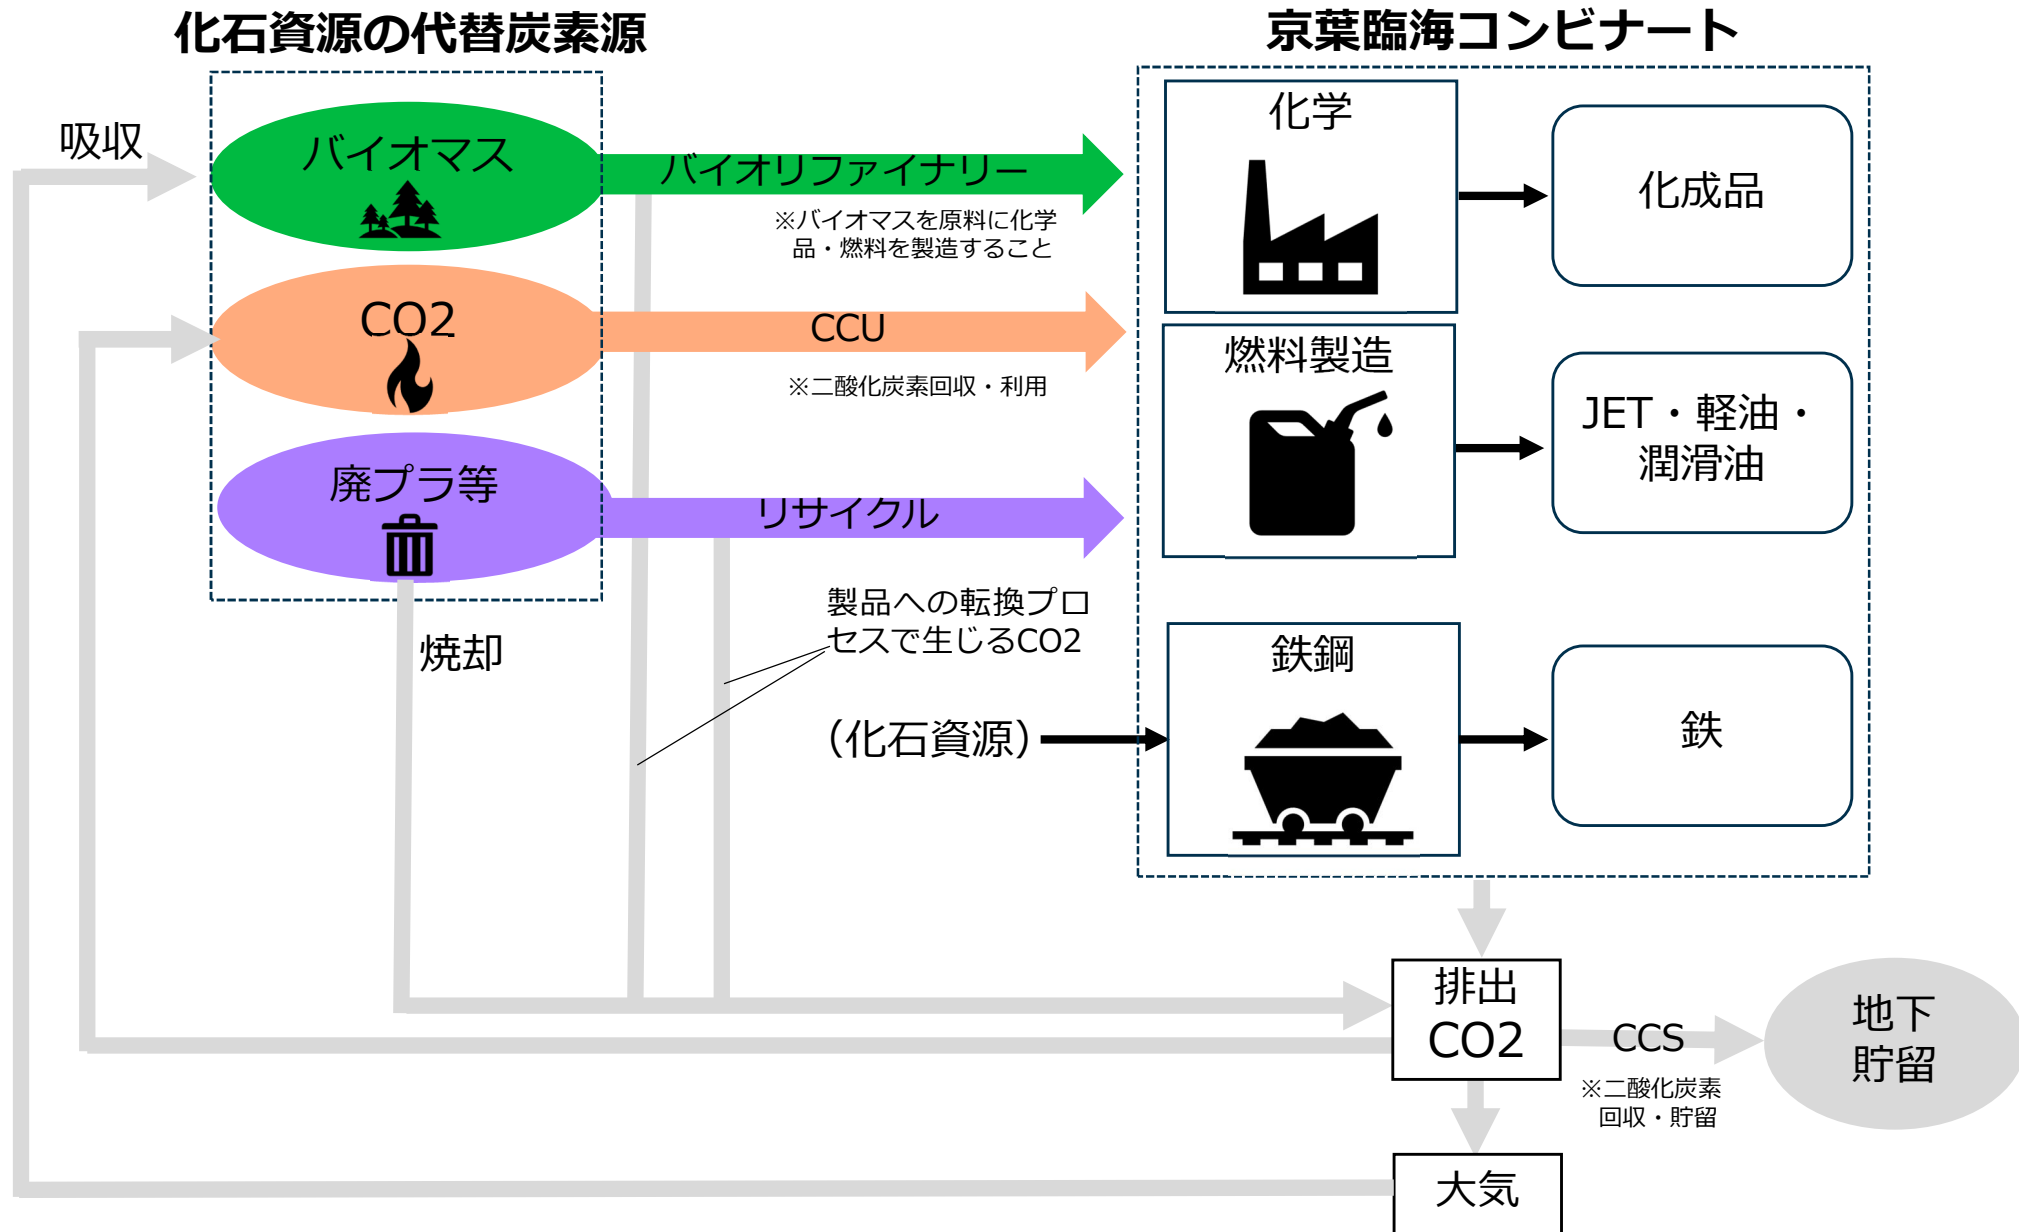 化石資源の代替炭素源
京葉臨海コンビナート
吸収
バイオマス
バイオリファイナリー
※バイオマスを原料に化学
品・燃料を製造すること
化学
化成品
CO2
CCU
※二酸化炭素回収・利用
燃料製造
JET・軽油・
潤滑油
廃プラ等
リサイクル
焼却
製品への転換プロ
セスで生じるCO2
（化石資源）
鉄鋼
鉄
排出
CO2
CCS
※二酸化炭素
回収・貯留
地下
貯留
大気